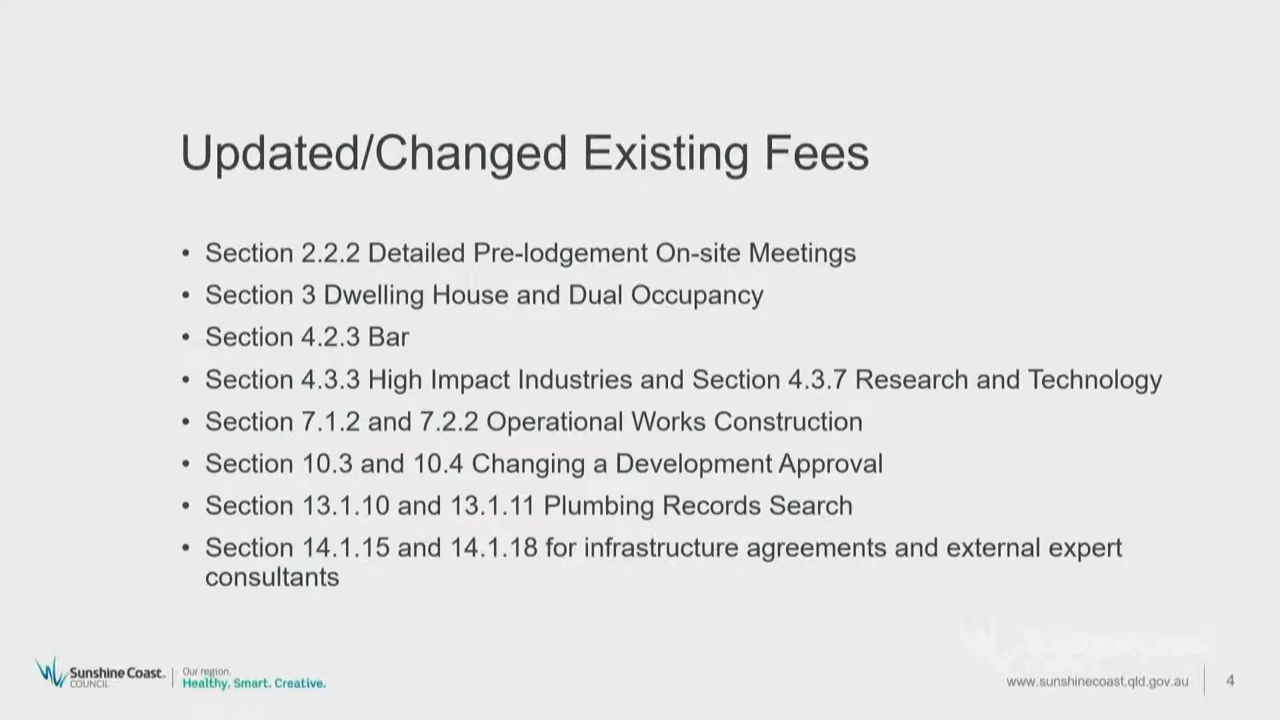 Updated/Changed Existing Fees
• Section 2.2.2 Detailed Pre-lodgement On-site Meetings
• Section 3 Dwelling House and Dual Occupancy
• Section 4.2.3 Bar
• Section 4.3.3 High Impact Industries and Section 4.3.7 Research and Technology
• Section 7.1.2 and 7.2.2 Operational Works Construction
• Section 10.3 and 10.4 Changing a Development Approval
• Section 13.1.10 and 13.1.11 Plumbing Records Search
• Section 14.1.15 and 14.1.18 for infrastructure agreements and external expert
consultants
Sunshine Coast.
COUNCIL
Our region.
Healthy. Smart. Creative.
www.sunshinecoast.qld.gov.au
4